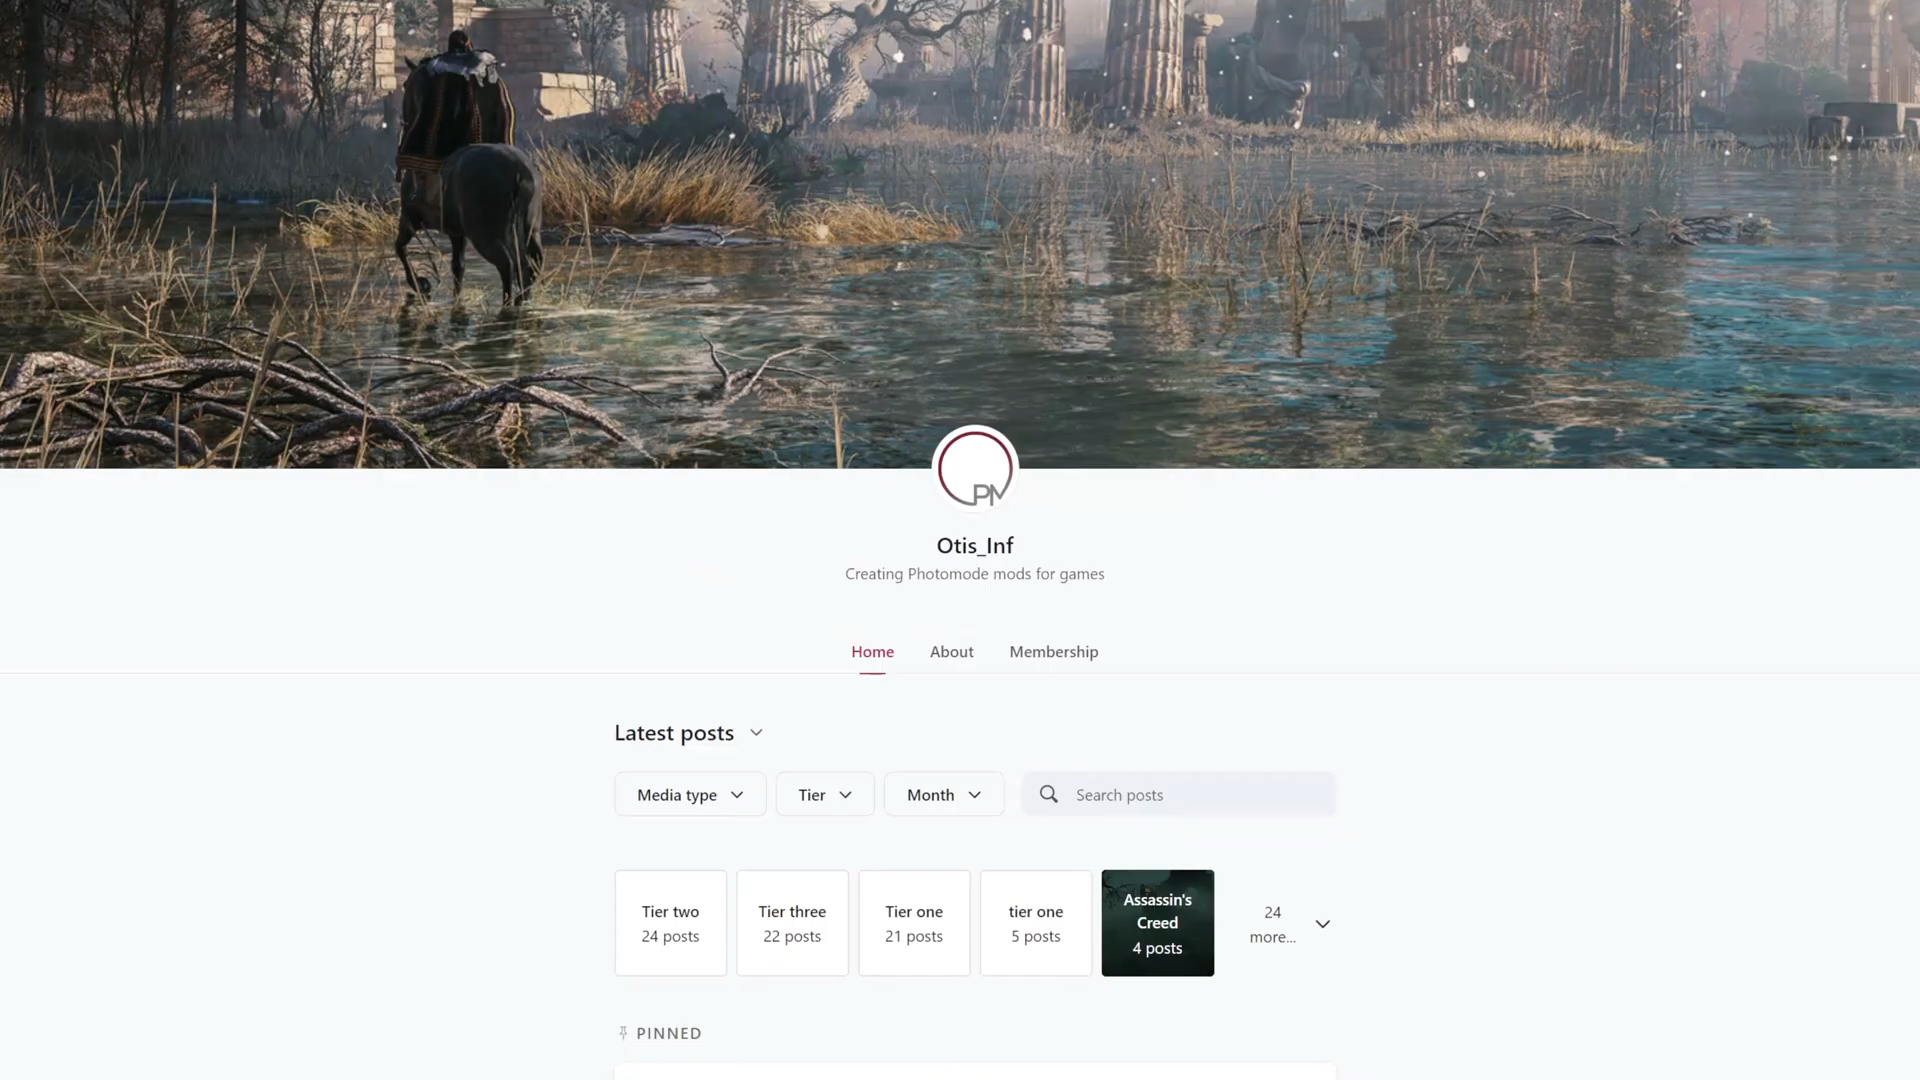 PM
Otis_Inf
Creating Photomode mods for games
Home About Membership
Latest posts
Media type Tier Month Search posts
Tier two
24 posts
Tier three
22 posts
Tier one
21 posts
tier one
5 posts
Assassin's
Creed
4 posts
24
more...
PINNED